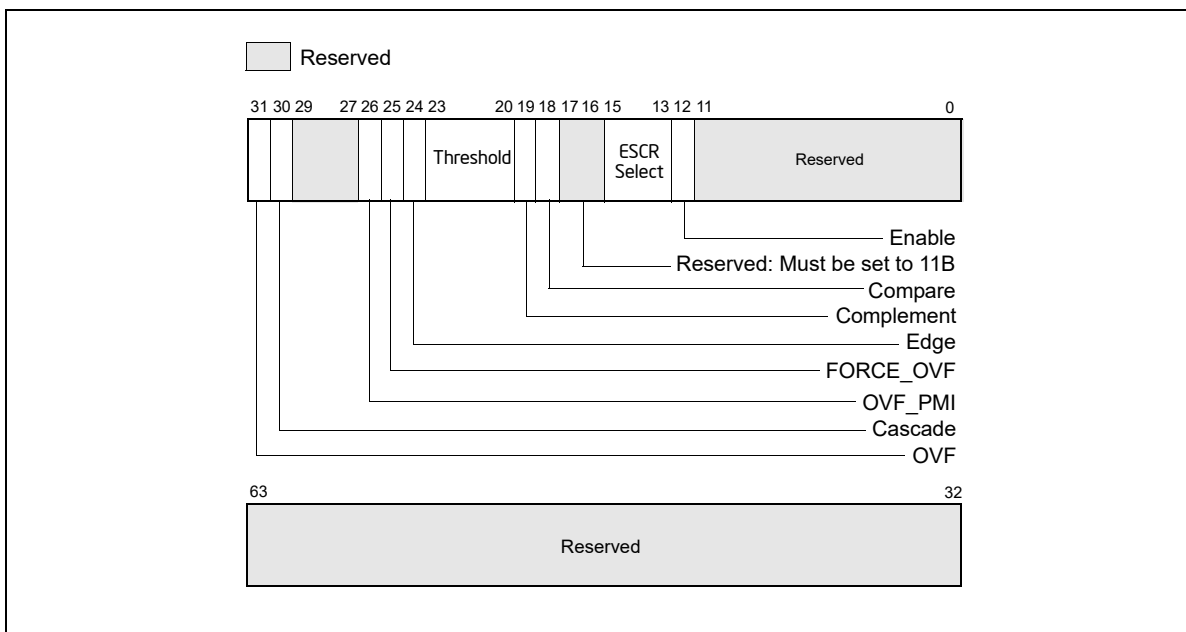 Reserved
31 30 29 27 26 25 24 23 20 19 18 17 16 15 13 12 11 0
Threshold
ESCR
Select
Reserved
Enable
Reserved: Must be set to 11B
Compare
Complement
Edge
FORCE_OVF
OVF_PMI
Cascade
OVF
63 32
Reserved